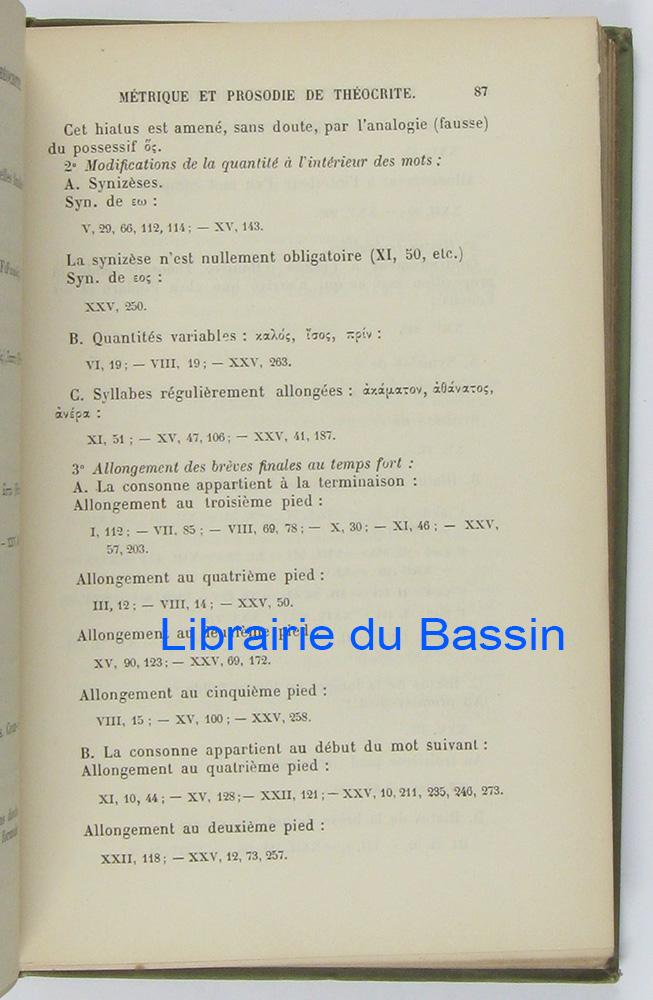 MÉTRIQUE ET PROSODIE DE THÉOCRITE. 87
Cet hiatus est amené, sans doute, par l'analogie (fausse)
du possessif ὅς.
2° Modifications de la quantité à l'intérieur des mots :
A. Synizèses.
Syn. de εω :
V, 29, 66, 112, 114 ; — XV, 143.
La synizèse n'est nullement obligatoire (XI, 50, etc.)
Syn. de εος :
XXV, 250.
B. Quantités variables : καλός, ἴσος, πρίν :
VI, 19 ; — VIII, 19 ; — XXV, 263.
C. Syllabes régulièrement allongées : ἀκάματον, ἀθάνατος,
ἀνέρα :
XI, 51 ; — XV, 47, 106 ; — XXV, 41, 187.
3° Allongement des brèves finales au temps fort :
A. La consonne appartient à la terminaison :
Allongement au troisième pied :
I, 112 ; — VII, 85 ; — VIII, 69, 78 ; — X, 30 ; — XI, 46 ; — XXV,
57, 203.
Allongement au quatrième pied :
III, 12 ; — VIII, 14 ; — XXV, 50.
Allongement au deuxième pied :
Librairie du Bassin
XV, 90, 123 ; — XXV, 69, 172.
Allongement au cinquième pied :
VIII, 15 ; — XV, 100 ; — XXV, 258.
B. La consonne appartient au début du mot suivant :
Allongement au quatrième pied :
XI, 10, 44 ; — XV, 128 ; — XXII, 121 ; — XXV, 10, 211, 235, 246, 273.
Allongement au deuxième pied :
XXII, 118 ; — XXV, 12, 73, 257.